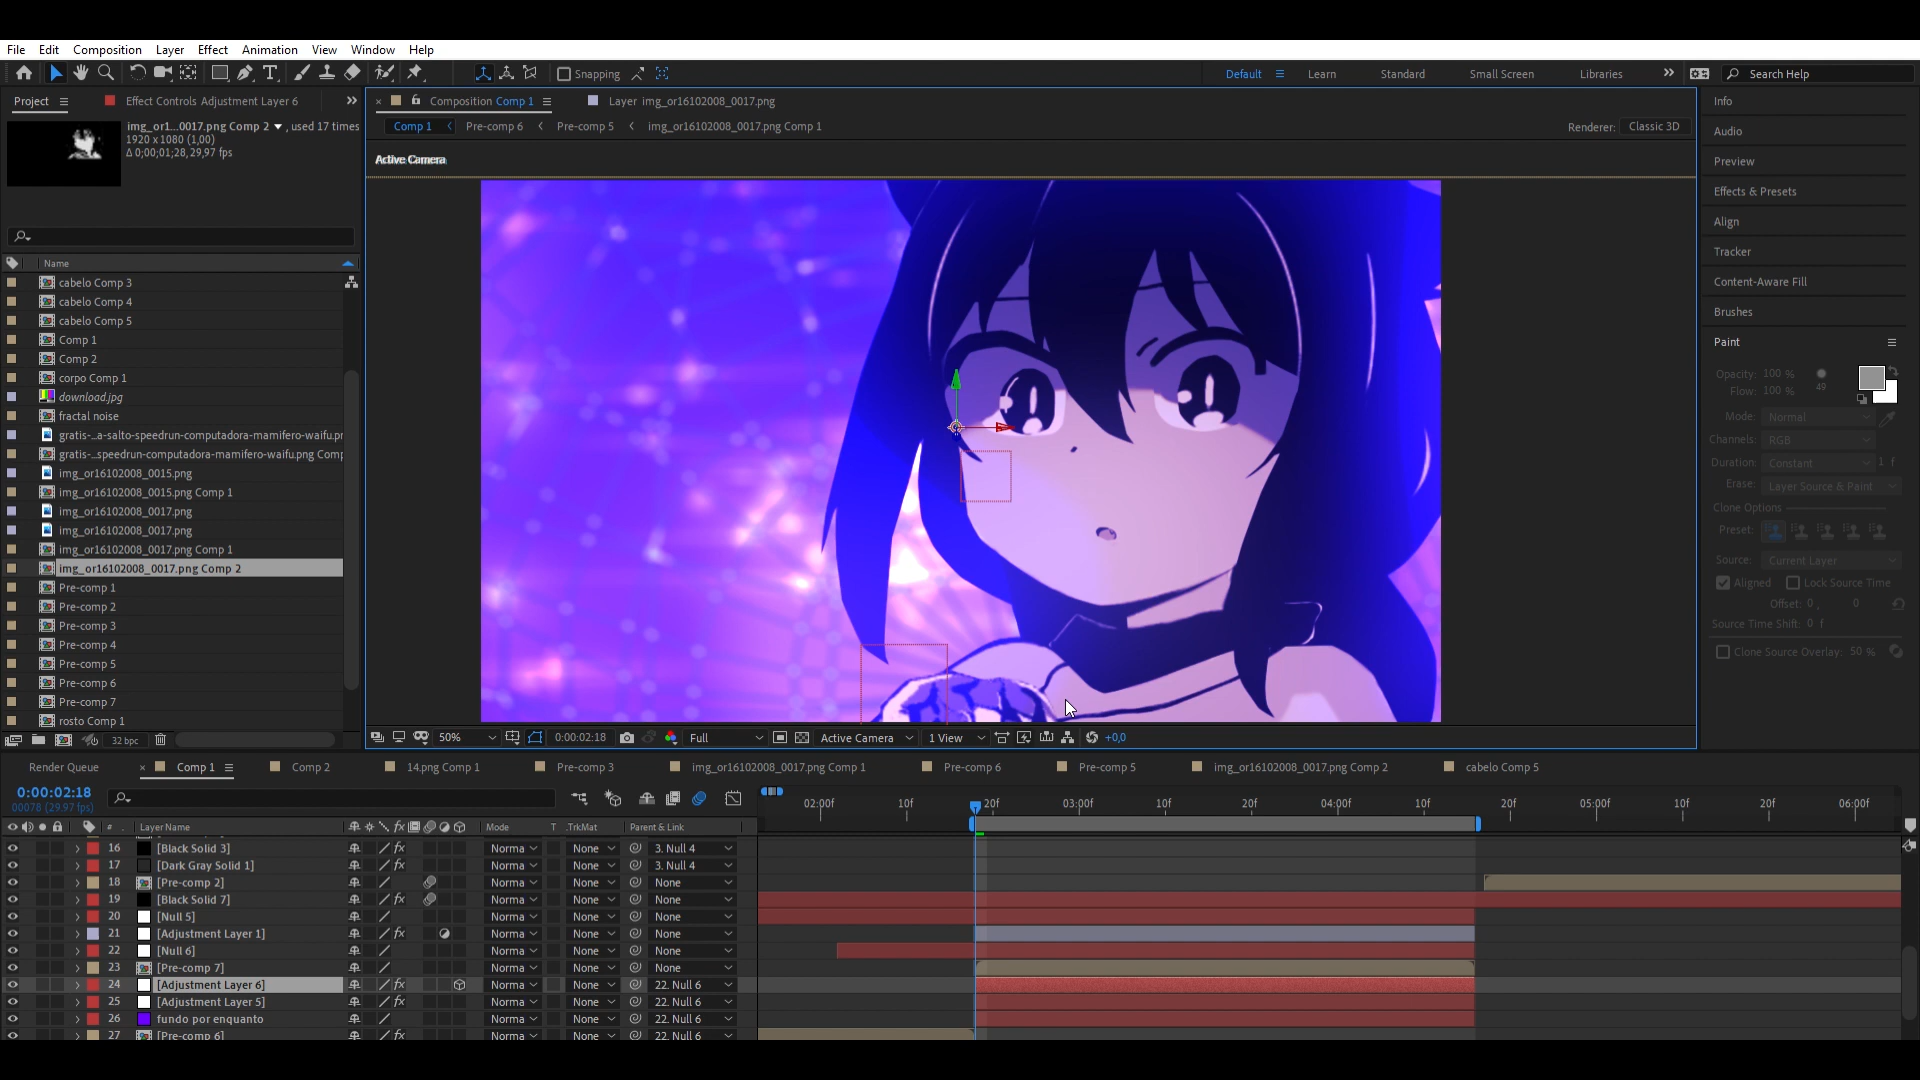 File Edit Composition Layer Effect Animation View Window Help
Snapping
Default Learn Standard Small Screen Libraries Search Help
Project Effect Controls Adjustment Layer 6
Composition Comp 1 Layer img_or16102008_0017.png
img_or1...0017.png Comp 2 , used 17 times
1920 x 1080 (1,00)
Δ 0;00;01;28, 29,97 fps
Comp 1 Pre-comp 6 Pre-comp 5 img_or16102008_0017.png Comp 1
Renderer: Classic 3D
Active Camera
Name
cabelo Comp 3
cabelo Comp 4
cabelo Comp 5
Comp 1
Comp 2
corpo Comp 1
download.jpg
fractal noise
gratis-...a-salto-speedrun-computadora-mamifero-waifu.pr
gratis-...speedrun-computadora-mamifero-waifu.png Comp
img_or16102008_0015.png
img_or16102008_0015.png Comp 1
img_or16102008_0017.png
img_or16102008_0017.png
img_or16102008_0017.png Comp 1
img_or16102008_0017.png Comp 2
Pre-comp 1
Pre-comp 2
Pre-comp 3
Pre-comp 4
Pre-comp 5
Pre-comp 6
Pre-comp 7
rosto Comp 1
32 bpc
50% 0:00:02:18 Full Active Camera 1 View +0,0
Info
Audio
Preview
Effects & Presets
Align
Tracker
Content-Aware Fill
Brushes
Paint
Opacity: 100 %
Flow: 100 %
49
Mode: Normal
Channels: RGB
Duration: Constant 1 f
Erase: Layer Source & Paint
Clone Options
Preset:
Source: Current Layer
Aligned Lock Source Time
Offset: 0 , 0
Source Time Shift: 0 f
Clone Source Overlay: 50 %
Render Queue Comp 1 Comp 2 14.png Comp 1 Pre-comp 3 img_or16102008_0017.png Comp 1 Pre-comp 6 Pre-comp 5 img_or16102008_0017.png Comp 2 cabelo Comp 5
0:00:02:18
00078 (29.97 fps)
02:00f 10f 20f 03:00f 10f 20f 04:00f 10f 20f 05:00f 10f 20f 06:00f
# Layer Name fx Mode T .TrkMat Parent & Link
16 [Black Solid 3] fx Norma None 3. Null 4
17 [Dark Gray Solid 1] fx Norma None 3. Null 4
18 [Pre-comp 2] Norma None None
19 [Black Solid 7] fx Norma None None
20 [Null 5] Norma None None
21 [Adjustment Layer 1] fx Norma None None
22 [Null 6] Norma None None
23 [Pre-comp 7] Norma None None
24 [Adjustment Layer 6] fx Norma None 22. Null 6
25 [Adjustment Layer 5] fx Norma None 22. Null 6
26 fundo por enquanto Norma None 22. Null 6
27 [Pre-comp 6] fx Norma None 22. Null 6